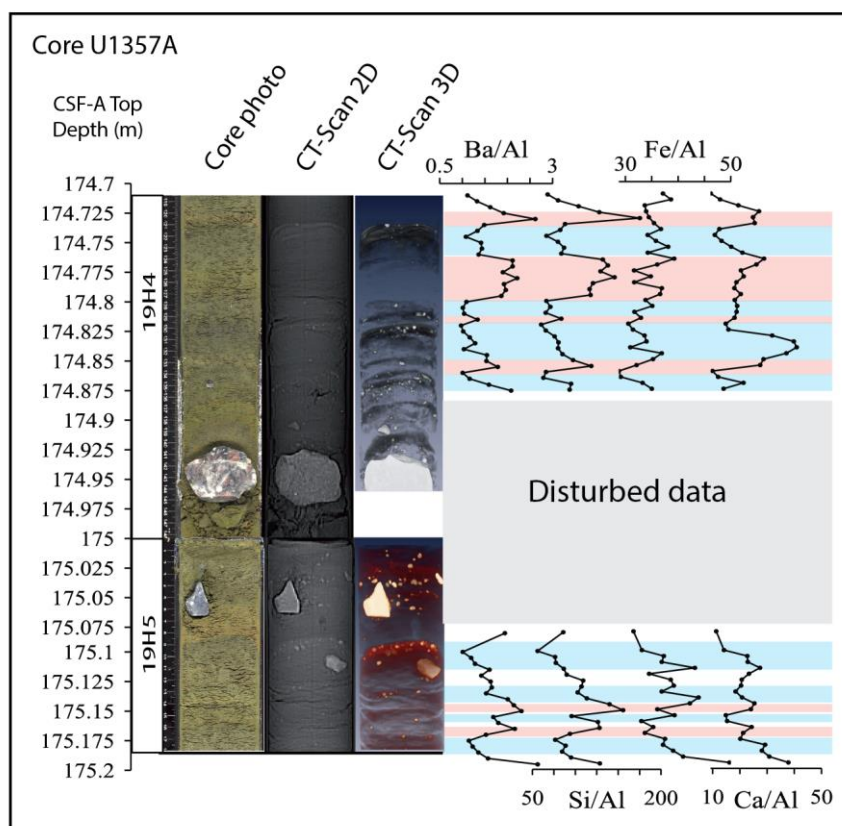 Core U1357A
CSF-A Top
Depth (m)
Core photo
CT-Scan 2D
CT-Scan 3D
Ba/Al
0.5 3
Fe/Al
30 50
174.7
174.725
174.75
174.775
174.8
174.825
174.85
174.875
174.9
174.925
174.95
174.975
175
175.025
175.05
175.075
175.1
175.125
175.15
175.175
175.2
19H4
19H5
Disturbed data
50 200
Si/Al
10 50
Ca/Al